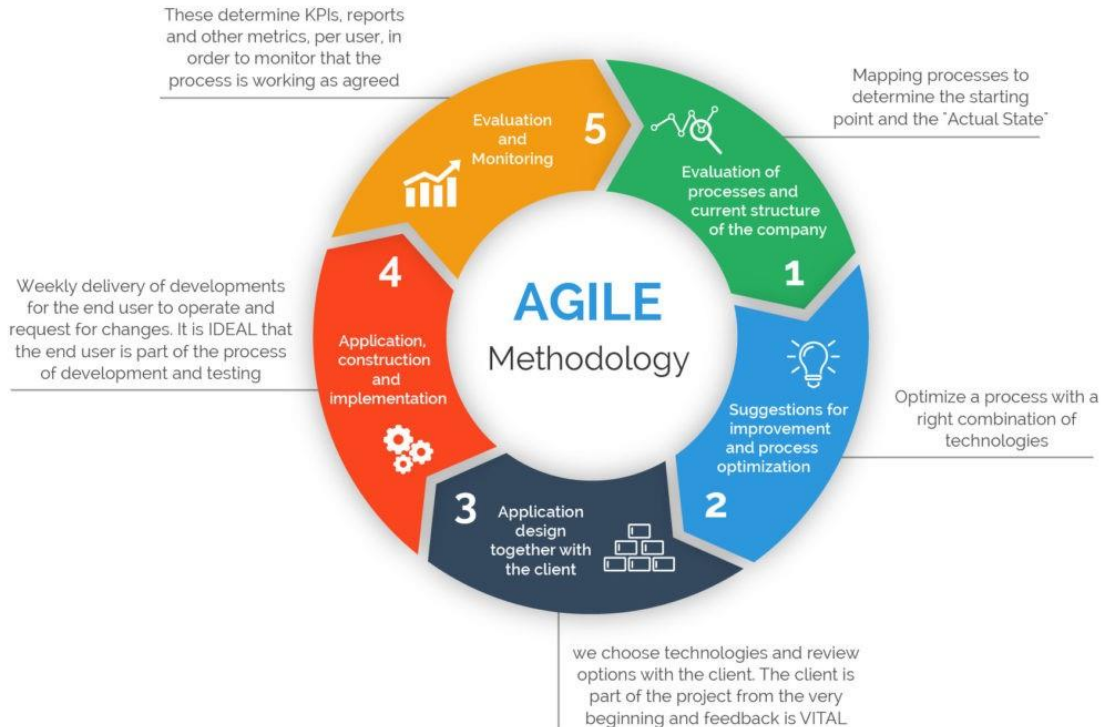 These determine KPIs, reports
and other metrics, per user, in
order to monitor that the
process is working as agreed
Mapping processes to
determine the starting
point and the "Actual State"
Evaluation
and
Monitoring
5
Evaluation of
processes and
current structure
of the company
1
AGILE
Methodology
Weekly delivery of developments
for the end user to operate and
request for changes. It is IDEAL that
the end user is part of the process
of development and testing
4
Application,
construction
and
implementation
Suggestions for
improvement
and process
optimization
2
Optimize a process with a
right combination of
technologies
3
Application
design
together with
the client
we choose technologies and review
options with the client. The client is
part of the project from the very
beginning and feedback is VITAL